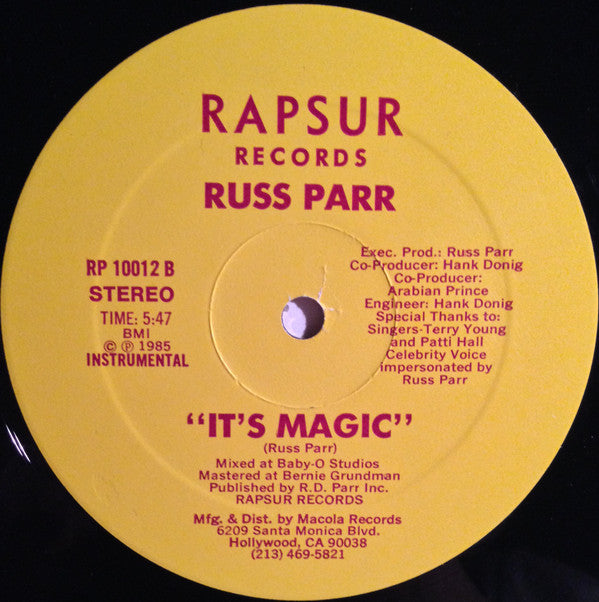 RAPSUR
RECORDS
RUSS PARR
RP 10012 B
STEREO
TIME: 5:47
BMI
© ℗ 1985
INSTRUMENTAL
Exec. Prod.: Russ Parr
Co-Producer: Hank Donig
Co-Producer:
Arabian Prince
Engineer: Hank Donig
Special Thanks to:
Singers-Terry Young
and Patti Hall
Celebrity Voice
impersonated by
Russ Parr
“IT'S MAGIC”
(Russ Parr)
Mixed at Baby-O Studios
Mastered at Bernie Grundman
Published by R.D. Parr Inc.
RAPSUR RECORDS
Mfg. & Dist. by Macola Records
6209 Santa Monica Blvd.
Hollywood, CA 90038
(213) 469-5821